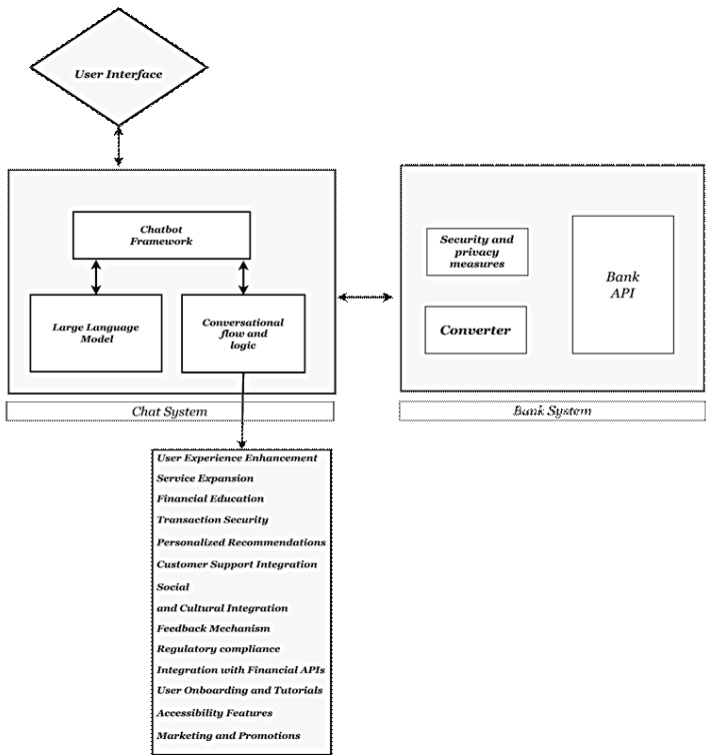 User Interface
Chatbot
Framework
Large Language
Model
Conversational
flow and
logic
Chat System
Security and
privacy
measures
Converter
Bank
API
Bank System
User Experience Enhancement
Service Expansion
Financial Education
Transaction Security
Personalized Recommendations
Customer Support Integration
Social
and Cultural Integration
Feedback Mechanism
Regulatory compliance
Integration with Financial APIs
User Onboarding and Tutorials
Accessibility Features
Marketing and Promotions